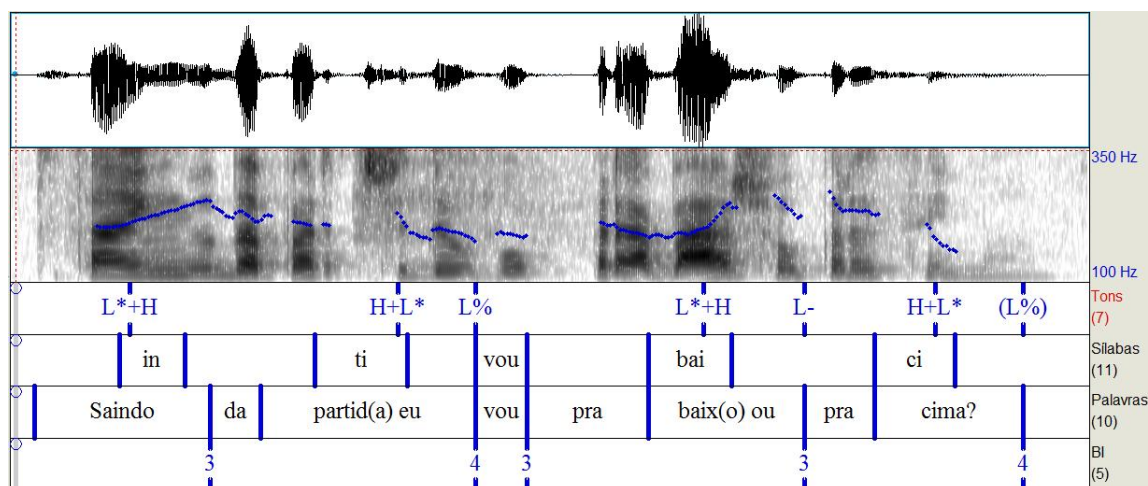 350 Hz
100 Hz
L*+H H+L* L% L*+H L- H+L* (L%)
Tons
(7)
in ti vou bai ci
Sílabas
(11)
Saindo da partid(a) eu vou pra baix(o) ou pra cima?
Palavras
(10)
3 4 3 3 4
BI
(5)